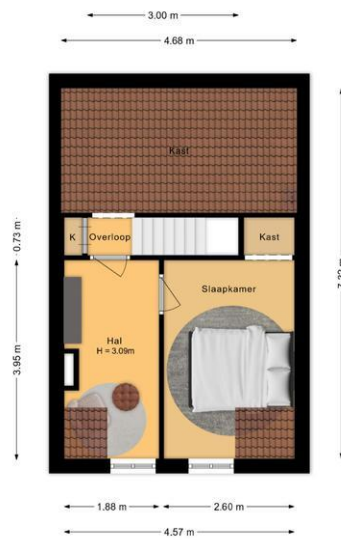 3.00 m
4.68 m
Kast
0.73 m
K
Overloop
Kast
Slaapkamer
Hal
H = 3.09m
3.95 m
1.88 m
2.60 m
4.57 m